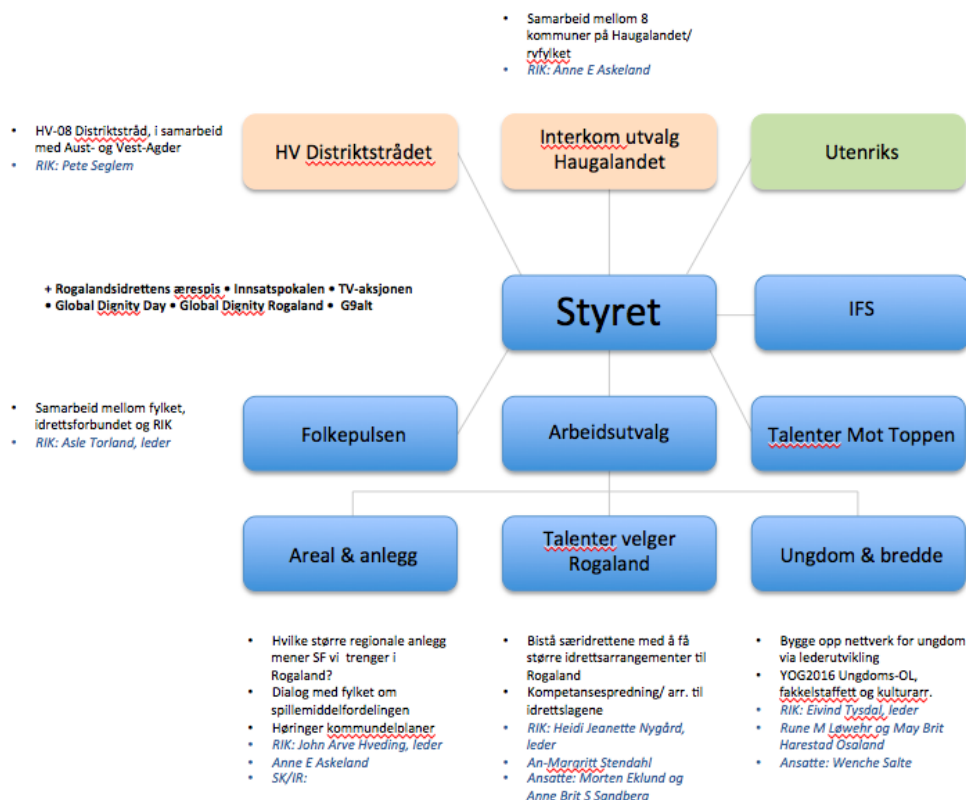 • Samarbeid mellom 8
kommuner på Haugalandet/
ryfylket
• RIK: Anne E Askeland
• HV-08 Distriktstråd, i samarbeid
med Aust- og Vest-Agder
• RIK: Pete Seglem
HV Distriktstrådet
Interkom utvalg
Haugalandet
Utenriks
+ Rogalandsidrettens ærespis • Innsatspokalen • TV-aksjonen
• Global Dignity Day • Global Dignity Rogaland • G9alt
Styret
IFS
• Samarbeid mellom fylket,
idrettsforbundet og RIK
• RIK: Asle Torland, leder
Folkepulsen
Arbeidsutvalg
Talenter Mot Toppen
Areal & anlegg
Talenter velger
Rogaland
Ungdom & bredde
• Hvilke større regionale anlegg
mener SF vi trenger i
Rogaland?
• Dialog med fylket om
spillemiddelfordelingen
• Høringer kommundelplaner
• RIK: John Arve Hveding, leder
• Anne E Askeland
• SK/IR:
• Bistå særidrettene med å få
større idrettsarrangementer til
Rogaland
• Kompetansespredning/ arr. til
idrettslagene
• RIK: Heidi Jeanette Nygård,
leder
• An-Margritt Stendahl
• Ansatte: Morten Eklund og
Anne Brit S Sandberg
• Bygge opp nettverk for ungdom
via lederutvikling
• YOG2016 Ungdoms-OL,
fakkelstaffett og kulturarr.
• RIK: Eivind Tysdal, leder
• Rune M Løwehr og May Brit
Harestad Osaland
• Ansatte: Wenche Salte